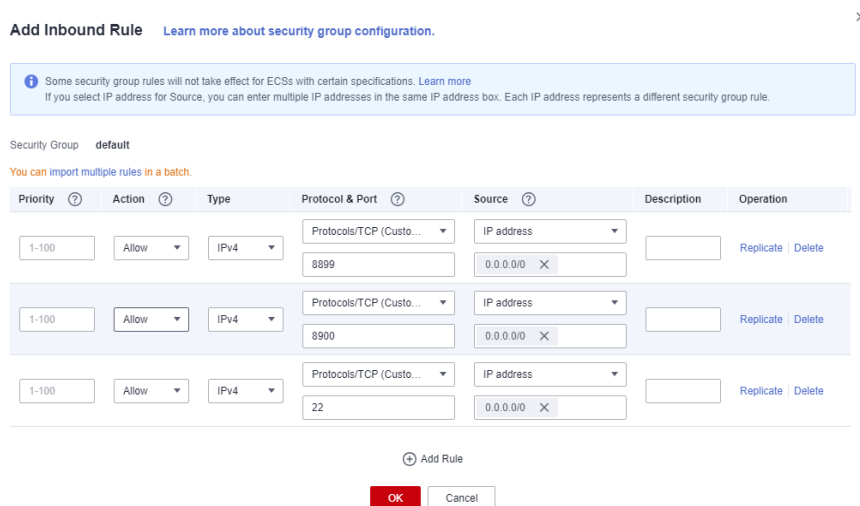 Add Inbound Rule Learn more about security group configuration.
Some security group rules will not take effect for ECSs with certain specifications. Learn more
If you select IP address for Source, you can enter multiple IP addresses in the same IP address box. Each IP address represents a different security group rule.
Security Group default
You can import multiple rules in a batch.
Priority ? Action ? Type Protocol & Port ? Source ? Description Operation
Protocols/TCP (Custo... IP address
1-100 Allow IPv4 Replicate Delete
8899 0.0.0.0/0
Protocols/TCP (Custo... IP address
1-100 Allow IPv4 Replicate Delete
8900 0.0.0.0/0
Protocols/TCP (Custo... IP address
1-100 Allow IPv4 Replicate Delete
22 0.0.0.0/0
Add Rule
OK Cancel